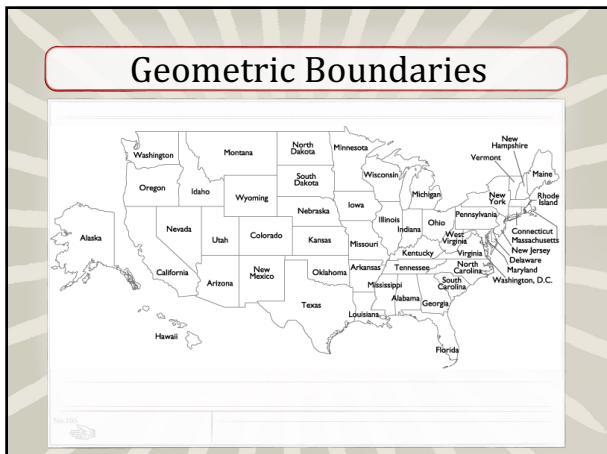 Geometric Boundaries
Washington
Montana
North
Dakota
Minnesota
New
Hampshire
Vermont
Maine
Oregon
Idaho
Wyoming
South
Dakota
Wisconsin
Michigan
New
York
Rhode
Island
Nebraska
Iowa
Illinois
Indiana
Ohio
Pennsylvania
Connecticut
Massachusetts
New Jersey
Delaware
Maryland
Washington, D.C.
Alaska
Nevada
Utah
Colorado
Kansas
Missouri
West
Virginia
Kentucky
Virginia
California
Arizona
New
Mexico
Oklahoma
Arkansas
Tennessee
North
Carolina
South
Carolina
Texas
Mississippi
Alabama
Georgia
Louisiana
Hawaii
Florida
No.105